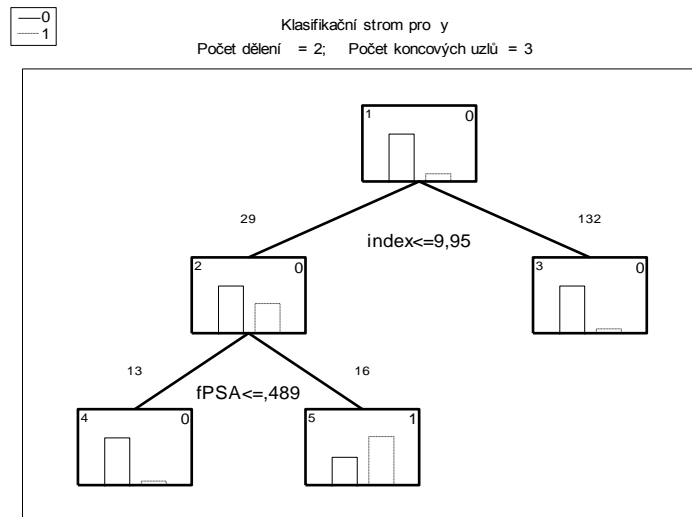 0
1
Klasifikační strom pro y
Počet dělení = 2; Počet koncových uzlů = 3
1 0
29 132
index<=9,95
2 0 3 0
13 16
fPSA<=,489
4 0 5 1